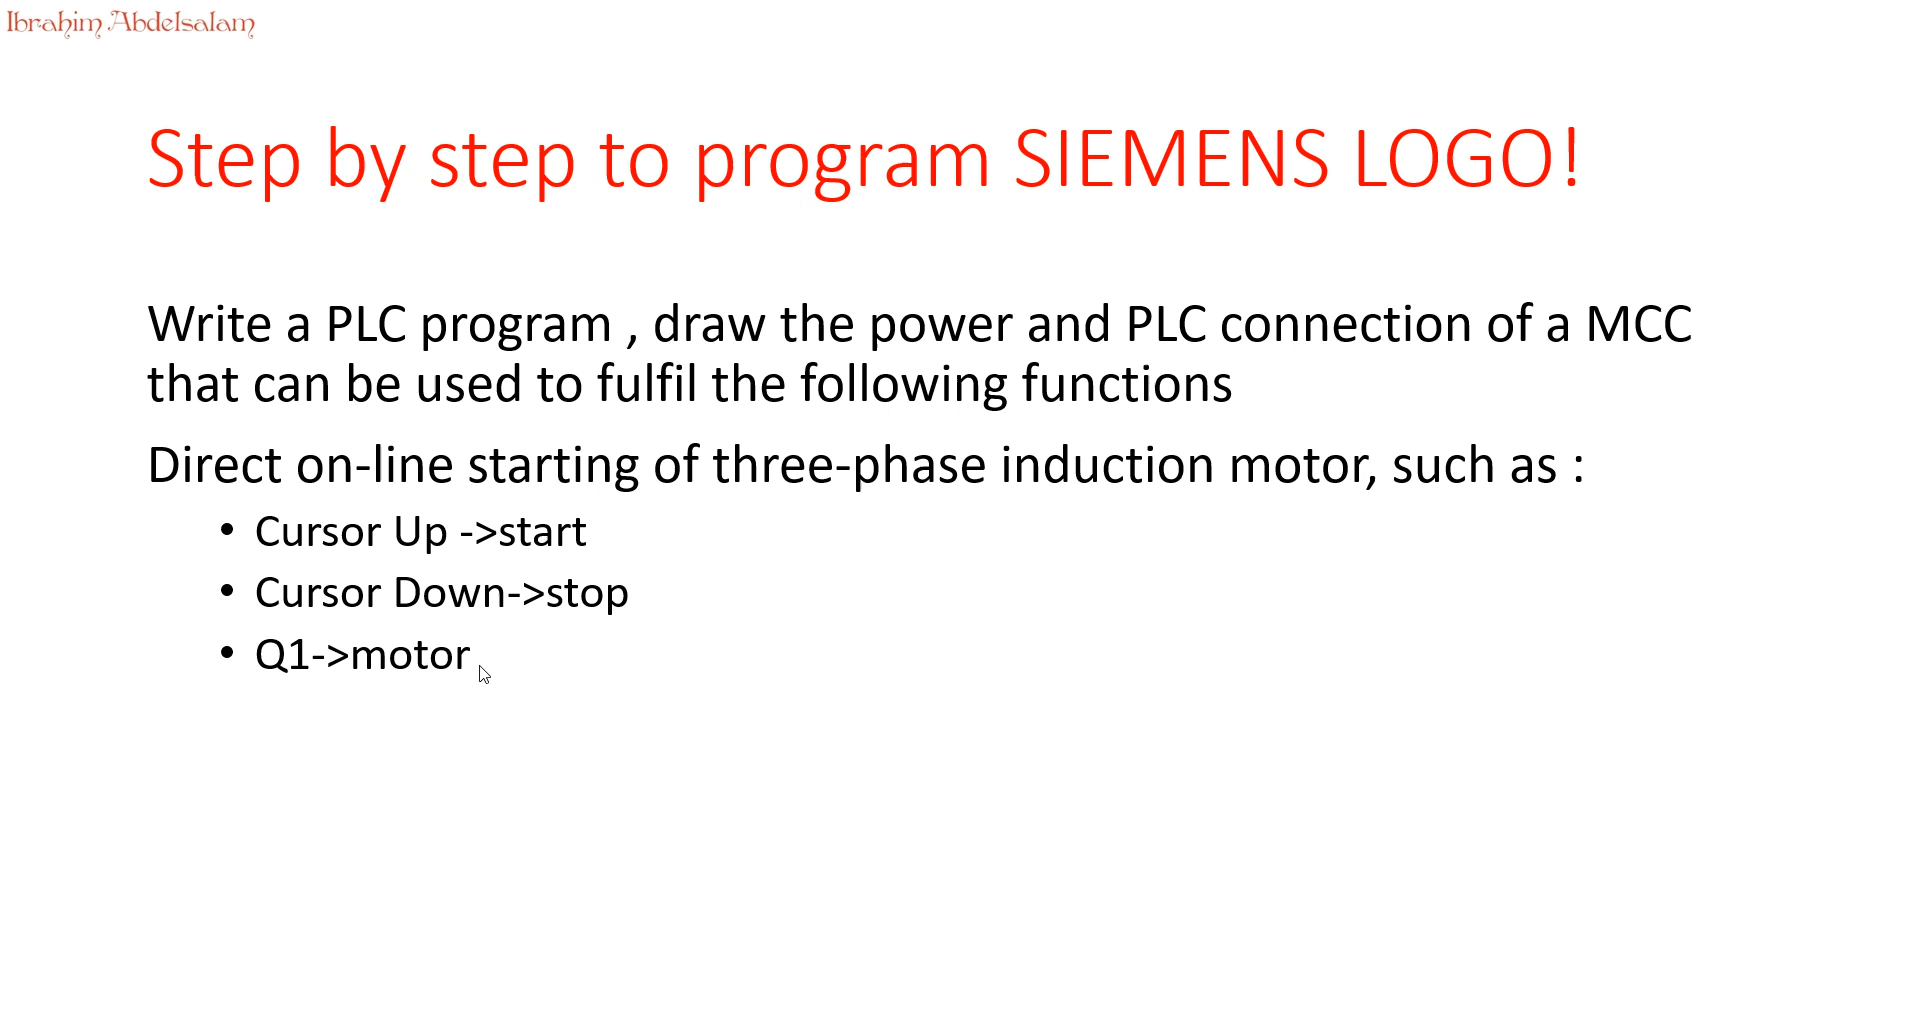 Ibrahim Abdelsalam
Step by step to program SIEMENS LOGO!
Write a PLC program , draw the power and PLC connection of a MCC
that can be used to fulfil the following functions
Direct on-line starting of three-phase induction motor, such as :
• Cursor Up ->start
• Cursor Down->stop
• Q1->motor